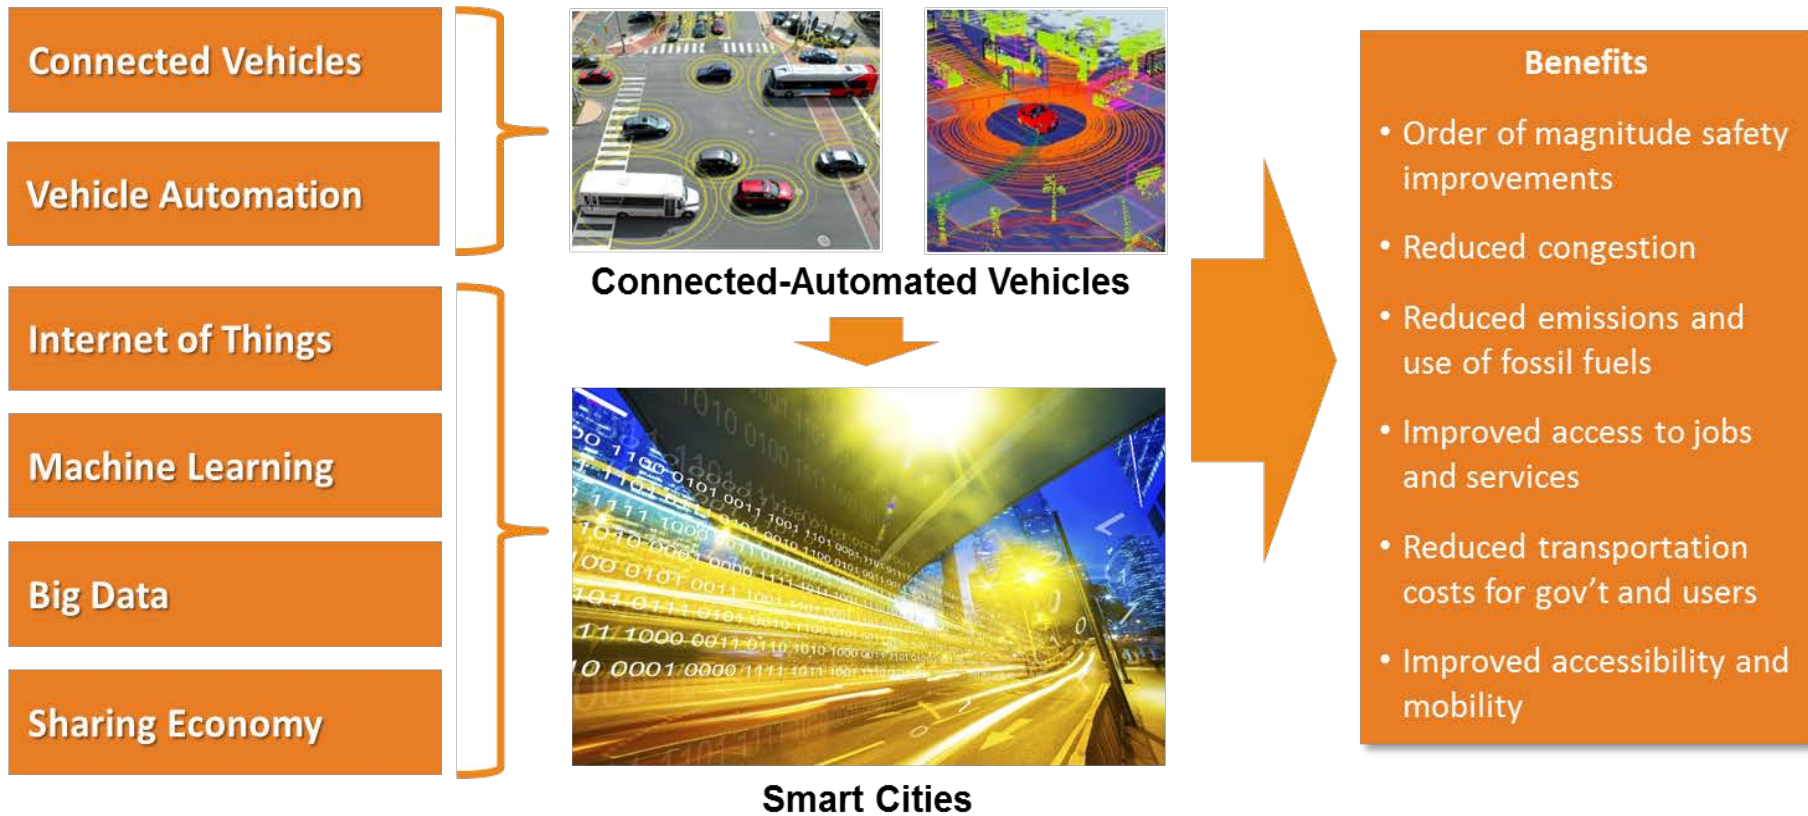 Connected Vehicles
Vehicle Automation
Internet of Things
Machine Learning
Big Data
Sharing Economy
Connected-Automated Vehicles
Smart Cities
Benefits
• Order of magnitude safety
improvements
• Reduced congestion
• Reduced emissions and
use of fossil fuels
• Improved access to jobs
and services
• Reduced transportation
costs for gov't and users
• Improved accessibility and
mobility